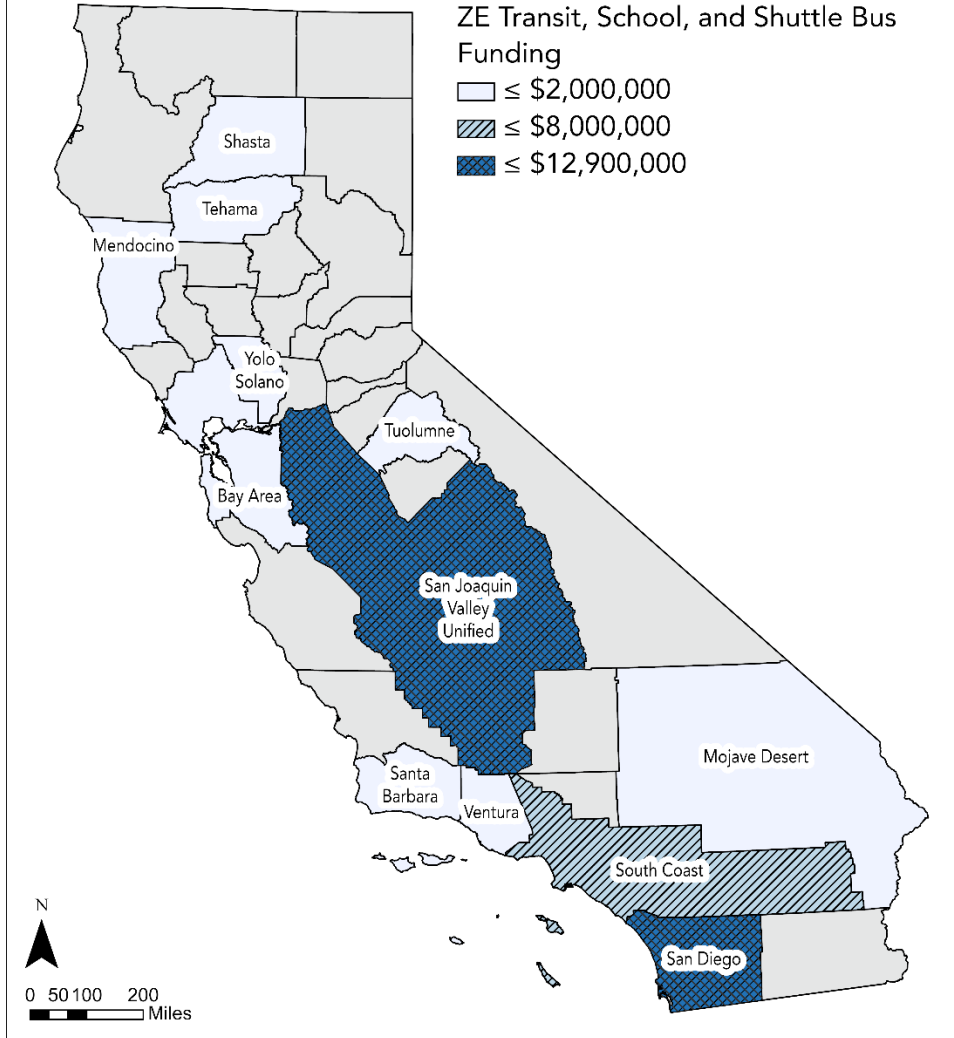 ZE Transit, School, and Shuttle Bus
Funding
≤ $2,000,000
≤ $8,000,000
≤ $12,900,000
Shasta
Tehama
Mendocino
Yolo
Solano
Tuolumne
Bay Area
San Joaquin
Valley
Unified
Mojave Desert
Santa
Barbara
Ventura
South Coast
San Diego
N
0 50 100 200
Miles